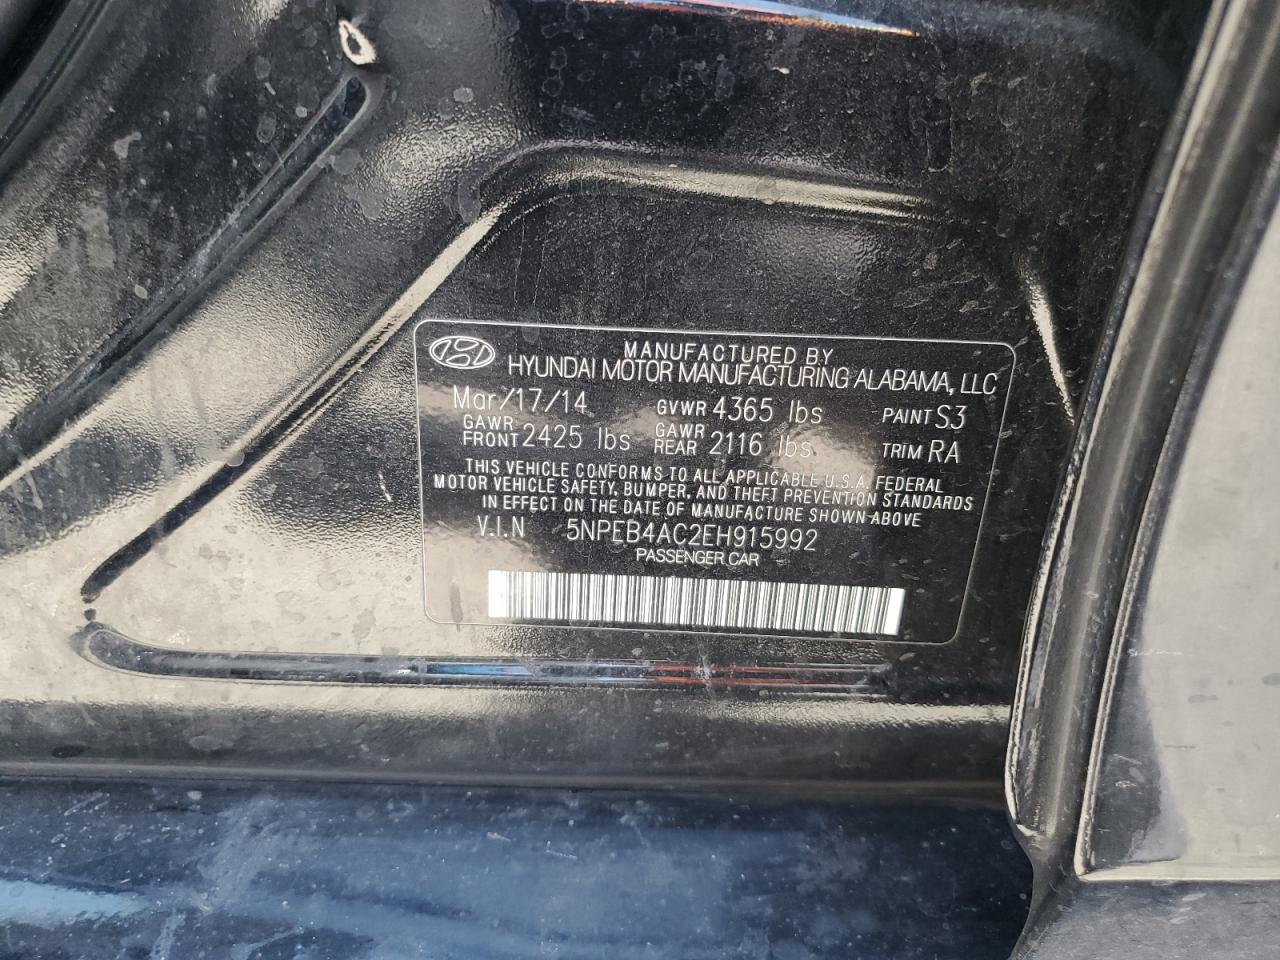 MANUFACTURED BY
HYUNDAI MOTOR MANUFACTURING ALABAMA, LLC
Mar/17/14 GVWR 4365 lbs PAINT S3
GAWR FRONT 2425 lbs GAWR REAR 2116 lbs TRIM RA
THIS VEHICLE CONFORMS TO ALL APPLICABLE U.S.A. FEDERAL
MOTOR VEHICLE SAFETY, BUMPER, AND THEFT PREVENTION STANDARDS
IN EFFECT ON THE DATE OF MANUFACTURE SHOWN ABOVE
V.I.N 5NPEB4AC2EH915992
PASSENGER CAR